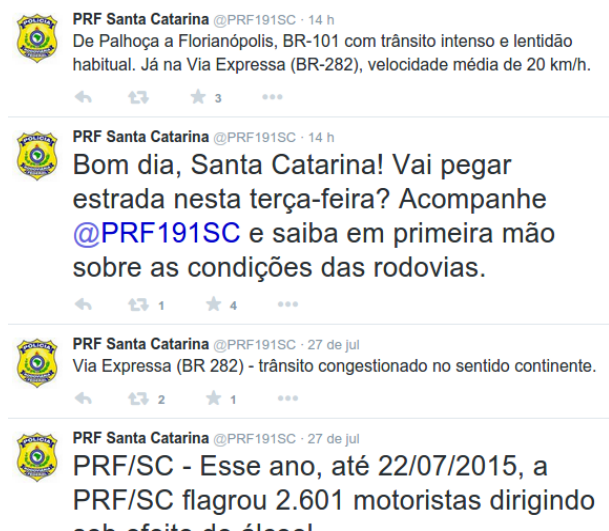 PRF Santa Catarina @PRF191SC · 14 h
De Palhoça a Florianópolis, BR-101 com trânsito intenso e lentidão
habitual. Já na Via Expressa (BR-282), velocidade média de 20 km/h.
3
PRF Santa Catarina @PRF191SC · 14 h
Bom dia, Santa Catarina! Vai pegar
estrada nesta terça-feira? Acompanhe
@PRF191SC e saiba em primeira mão
sobre as condições das rodovias.
1 4
PRF Santa Catarina @PRF191SC · 27 de jul
Via Expressa (BR 282) - trânsito congestionado no sentido continente.
2 1
PRF Santa Catarina @PRF191SC · 27 de jul
PRF/SC - Esse ano, até 22/07/2015, a
PRF/SC flagrou 2.601 motoristas dirigindo
sob efeito de álcool